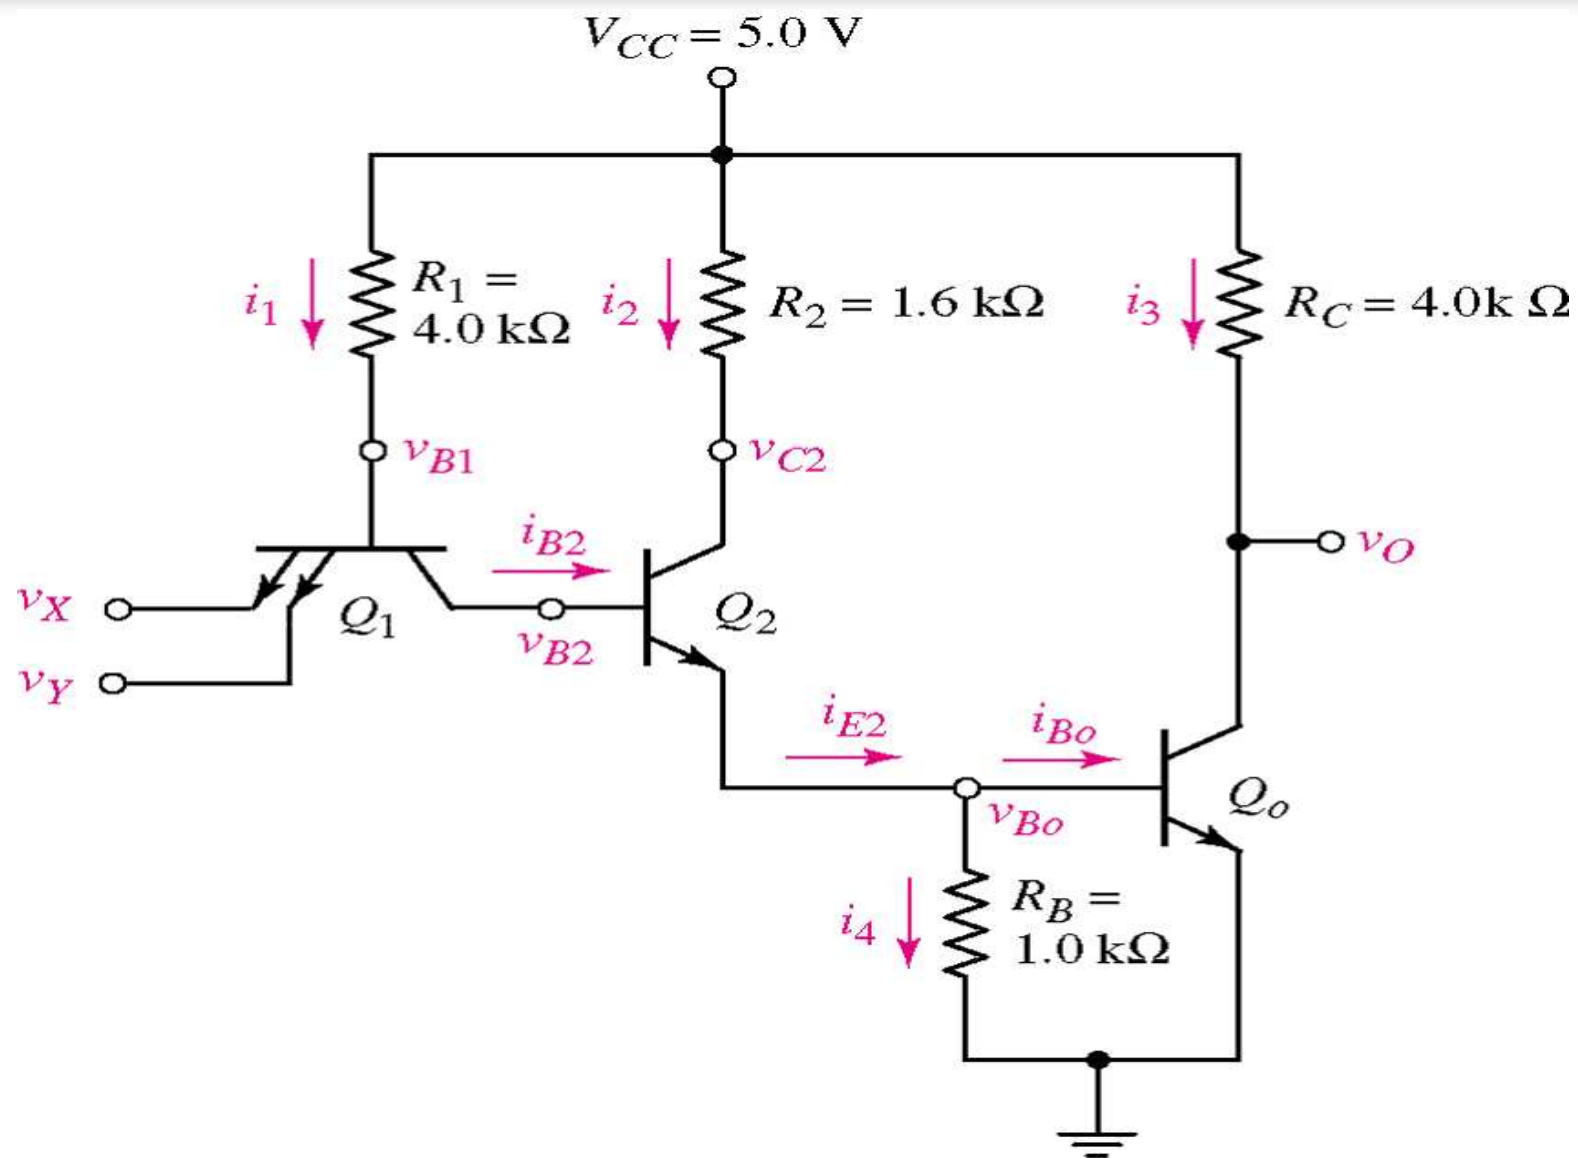 V_CC = 5.0 V
i_1
R_1 =
4.0 kΩ
i_2
R_2 = 1.6 kΩ
i_3
R_C = 4.0k Ω
v_B1
v_C2
i_B2
v_O
v_X
Q_1
v_B2
Q_2
v_Y
i_E2
i_Bo
v_Bo
Q_o
i_4
R_B =
1.0 kΩ